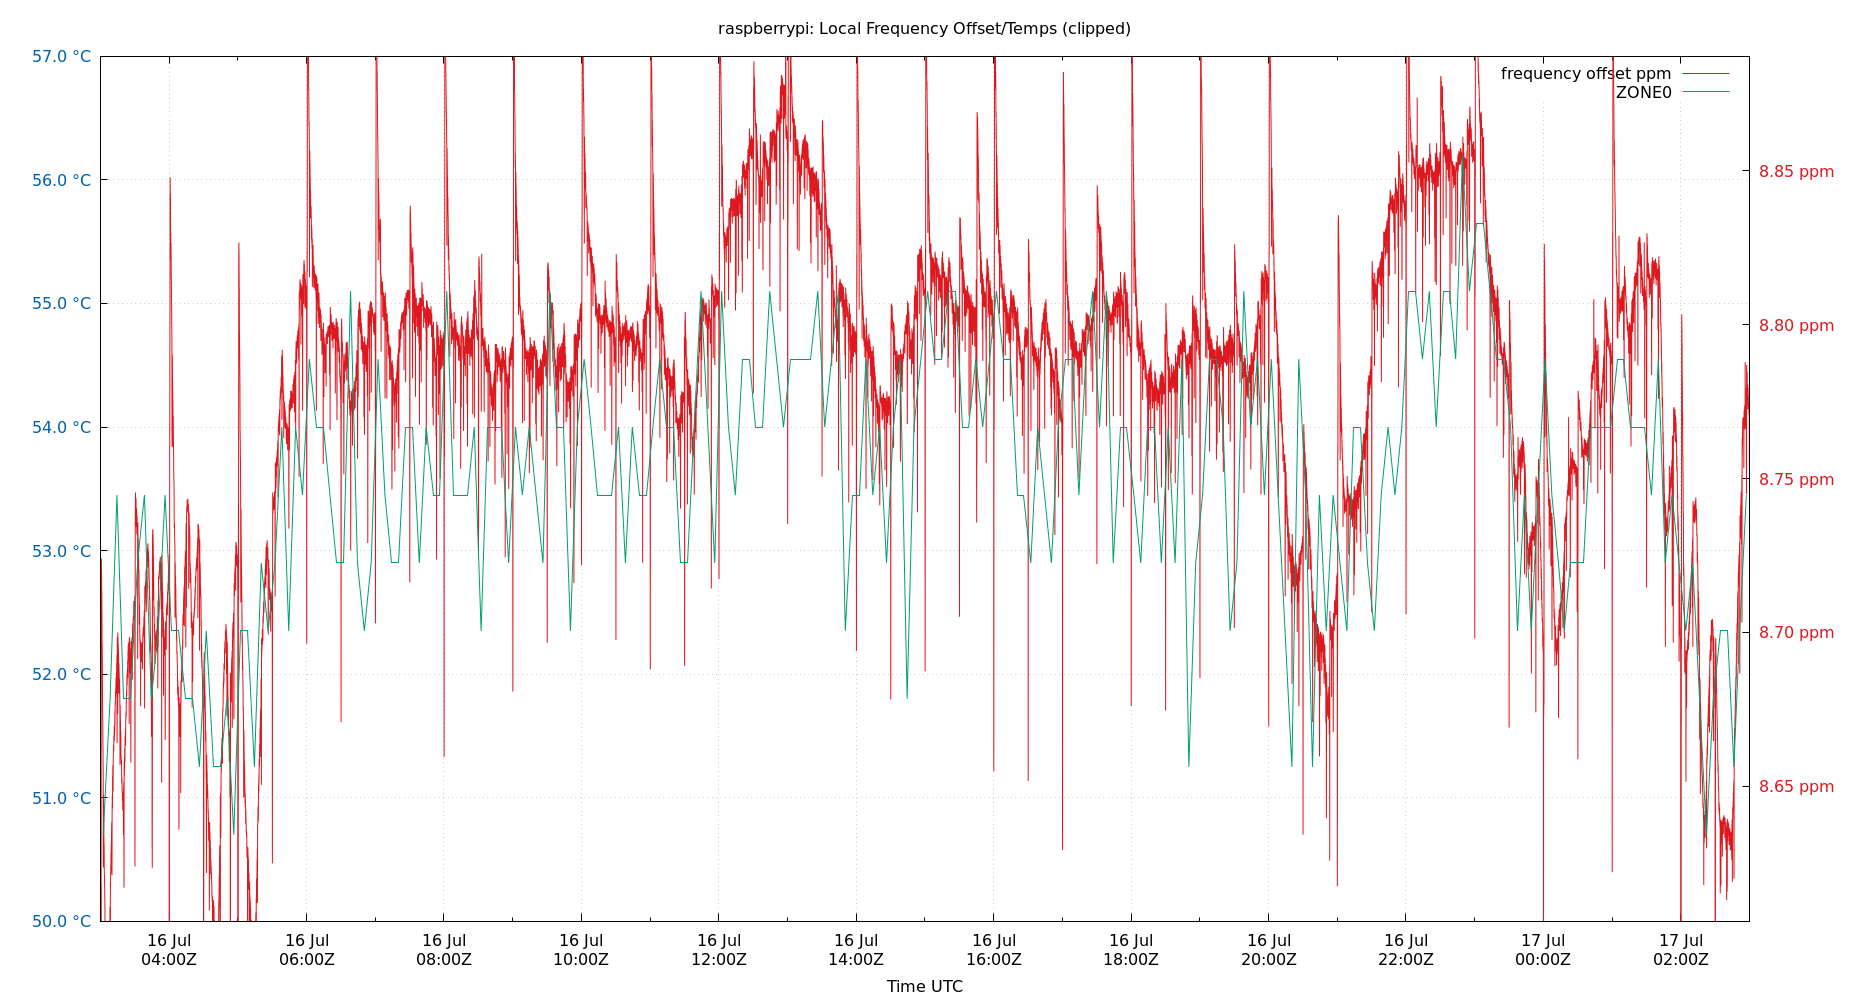 raspberrypi: Local Frequency Offset/Temps (clipped)
frequency offset ppm
ZONE0
57.0 °C
56.0 °C
55.0 °C
54.0 °C
53.0 °C
52.0 °C
51.0 °C
50.0 °C
8.85 ppm
8.80 ppm
8.75 ppm
8.70 ppm
8.65 ppm
16 Jul 16 Jul 16 Jul 16 Jul 16 Jul 16 Jul 16 Jul 16 Jul 16 Jul 16 Jul 17 Jul 17 Jul
04:00Z 06:00Z 08:00Z 10:00Z 12:00Z 14:00Z 16:00Z 18:00Z 20:00Z 22:00Z 00:00Z 02:00Z
Time UTC